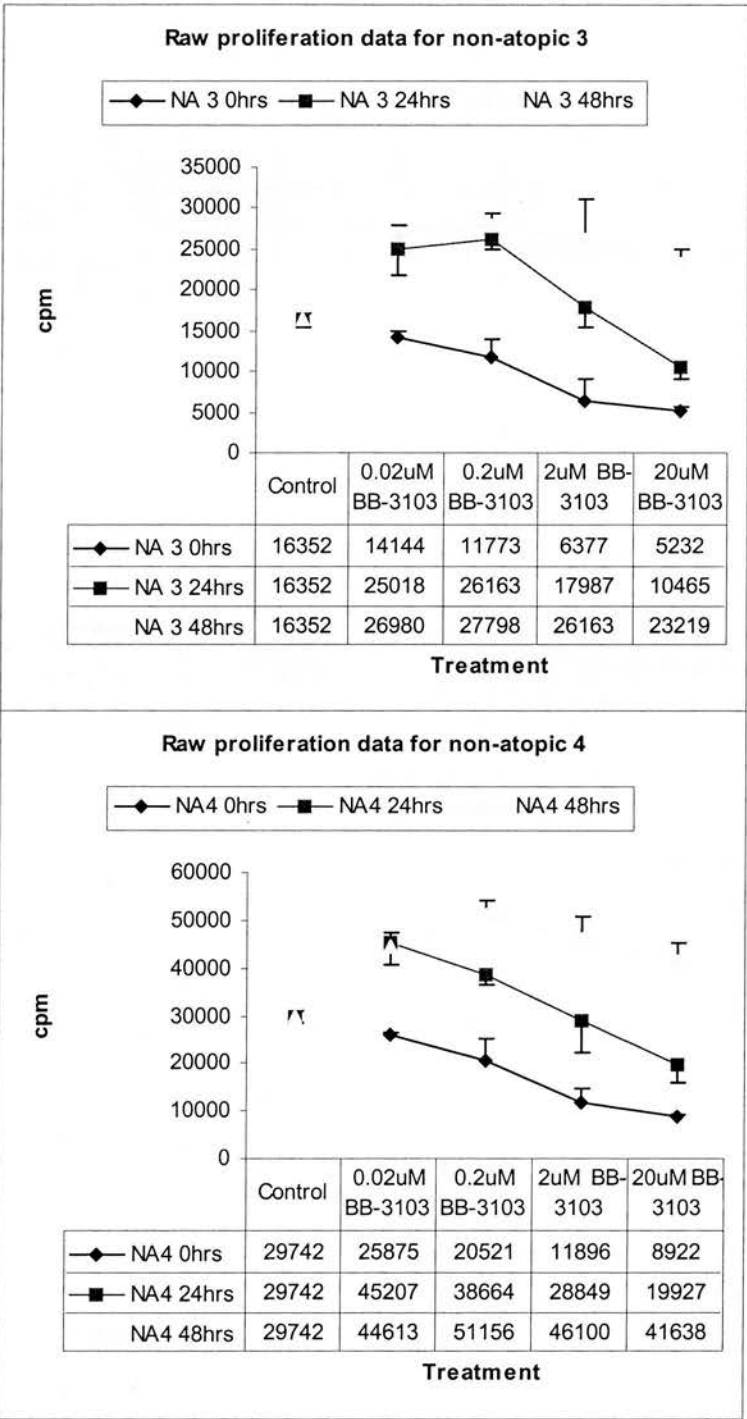 Raw proliferation data for non-atopic 3
NA 3 0hrs NA 3 24hrs NA 3 48hrs
35000
30000
25000
20000
15000
10000
5000
0
cpm
Control 0.02uM BB-3103 0.2uM BB-3103 2uM BB-3103 20uM BB-3103
NA 3 0hrs 16352 14144 11773 6377 5232
NA 3 24hrs 16352 25018 26163 17987 10465
NA 3 48hrs 16352 26980 27798 26163 23219
Treatment
Raw proliferation data for non-atopic 4
NA4 0hrs NA4 24hrs NA4 48hrs
60000
50000
40000
30000
20000
10000
0
cpm
Control 0.02uM BB-3103 0.2uM BB-3103 2uM BB-3103 20uM BB-3103
NA4 0hrs 29742 25875 20521 11896 8922
NA4 24hrs 29742 45207 38664 28849 19927
NA4 48hrs 29742 44613 51156 46100 41638
Treatment